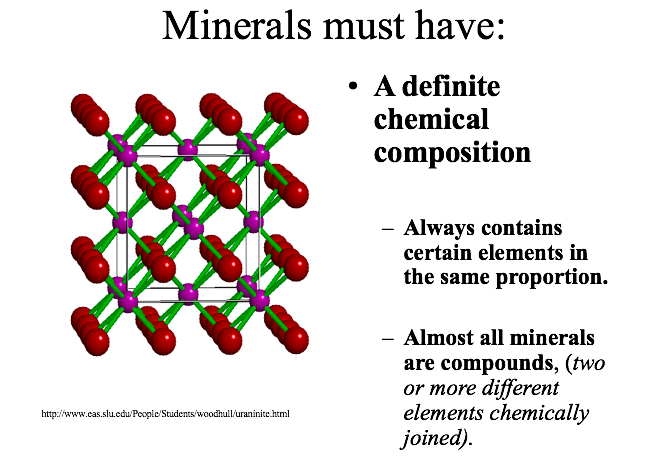 Minerals must have:
• A definite
chemical
composition
– Always contains
certain elements in
the same proportion.
– Almost all minerals
are compounds, (two
or more different
elements chemically
joined).
http://www.eas.slu.edu/People/Students/woodhull/uraninite.html